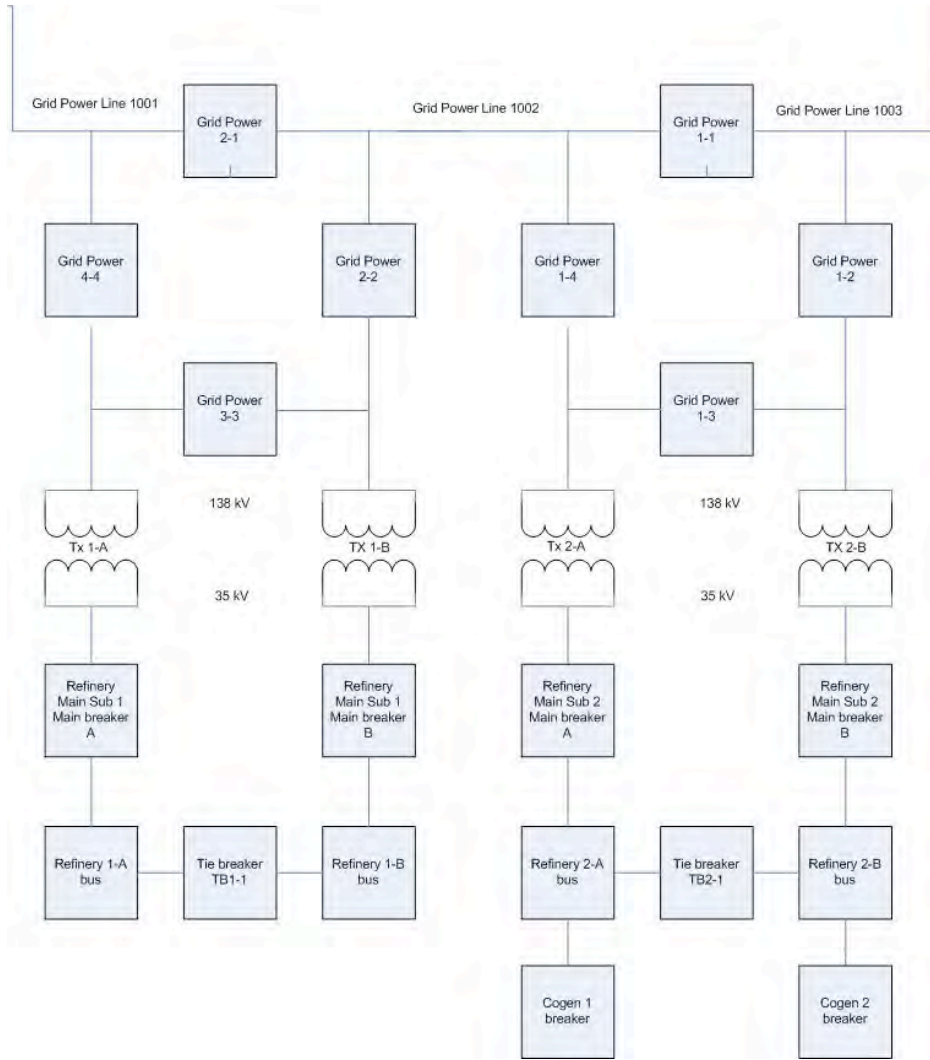 Grid Power Line 1001
Grid Power
2-1
Grid Power Line 1002
Grid Power
1-1
Grid Power Line 1003
Grid Power
4-4
Grid Power
2-2
Grid Power
1-4
Grid Power
1-2
Grid Power
3-3
Grid Power
1-3
138 kV
138 kV
Tx 1-A
TX 1-B
Tx 2-A
TX 2-B
35 kV
35 kV
Refinery
Main Sub 1
Main breaker
A
Refinery
Main Sub 1
Main breaker
B
Refinery
Main Sub 2
Main breaker
A
Refinery
Main Sub 2
Main breaker
B
Refinery 1-A
bus
Tie breaker
TB1-1
Refinery 1-B
bus
Refinery 2-A
bus
Tie breaker
TB2-1
Refinery 2-B
bus
Cogen 1
breaker
Cogen 2
breaker